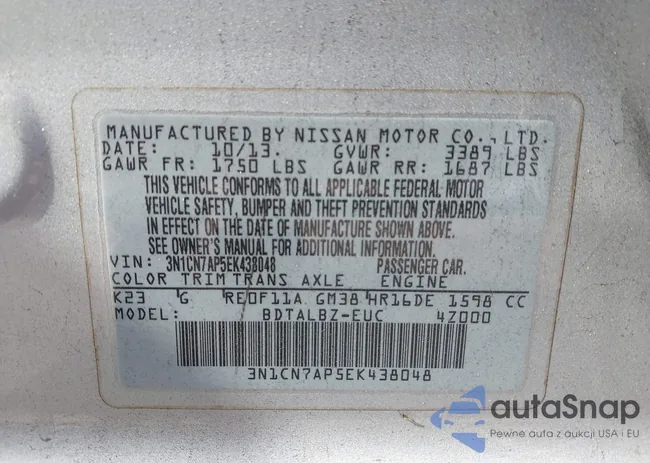 MANUFACTURED BY NISSAN MOTOR CO., LTD.
DATE: 10/13. GVWR: 3389 LBS
GAWR FR: 1750 LBS GAWR RR: 1687 LBS
THIS VEHICLE CONFORMS TO ALL APPLICABLE FEDERAL MOTOR
VEHICLE SAFETY, BUMPER AND THEFT PREVENTION STANDARDS
IN EFFECT ON THE DATE OF MANUFACTURE SHOWN ABOVE.
SEE OWNER'S MANUAL FOR ADDITIONAL INFORMATION.
VIN: 3N1CN7AP5EK438048 PASSENGER CAR.
COLOR TRIM TRANS AXLE ENGINE
K23 G RE0F11A GM38 HR16DE 1598 CC
MODEL: BDTALBZ-EUC 4Z000
3N1CN7AP5EK438048
autaSnap
Pewne auta z aukcji USA i EU